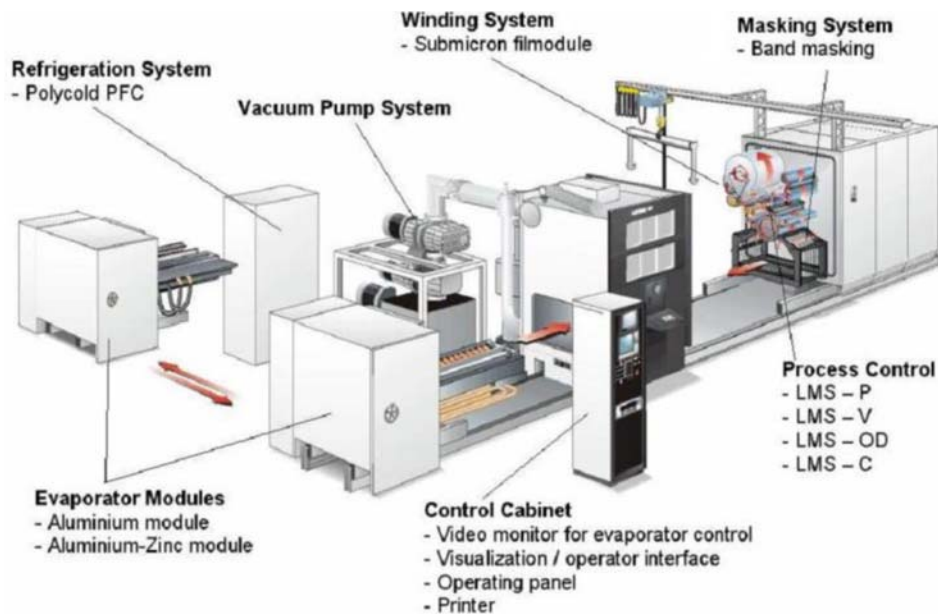 Winding System
- Submicron filmodule
Masking System
- Band masking
Refrigeration System
- Polycold PFC
Vacuum Pump System
Process Control
- LMS – P
- LMS – V
- LMS – OD
- LMS – C
Evaporator Modules
- Aluminium module
- Aluminium-Zinc module
Control Cabinet
- Video monitor for evaporator control
- Visualization / operator interface
- Operating panel
- Printer